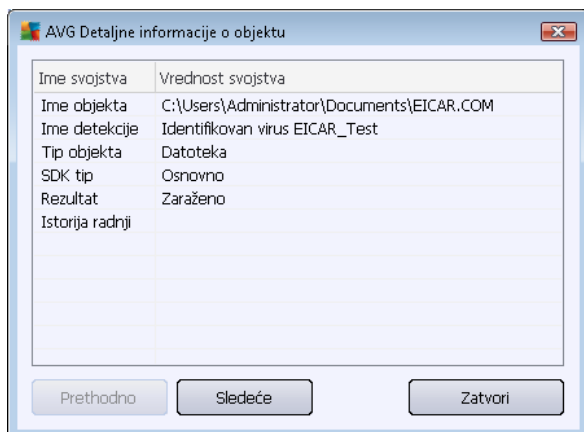 AVG Detaljne informacije o objektu
Ime svojstva Vrednost svojstva
Ime objekta C:\Users\Administrator\Documents\EICAR.COM
Ime detekcije Identifikovan virus EICAR_Test
Tip objekta Datoteka
SDK tip Osnovno
Rezultat Zaraženo
Istorija radnji
Prethodno Sledeće Zatvori